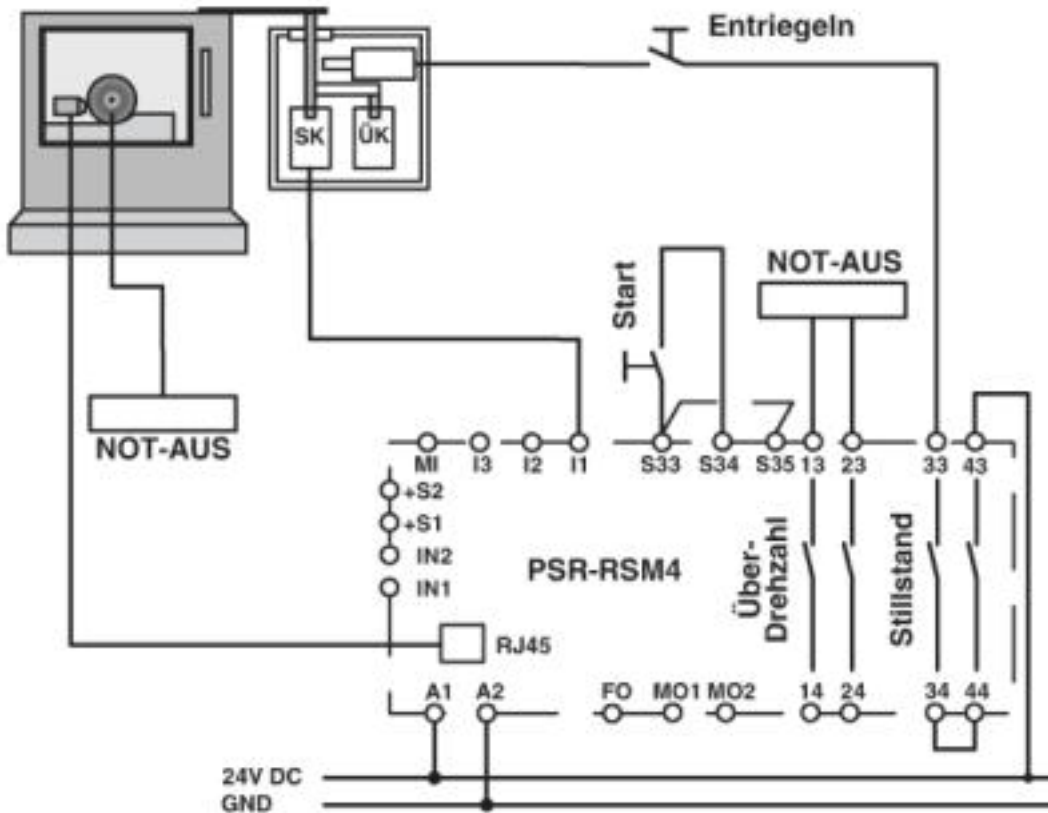 Entriegeln
SK
ÜK
Start
NOT-AUS
NOT-AUS
MI
I3
I2
I1
S33
S34
S35
13
23
33
43
+S2
+S1
IN2
IN1
PSR-RSM4
Über-
Drehzahl
Stillstand
RJ45
A1
A2
FO
MO1
MO2
14
24
34
44
24V DC
GND